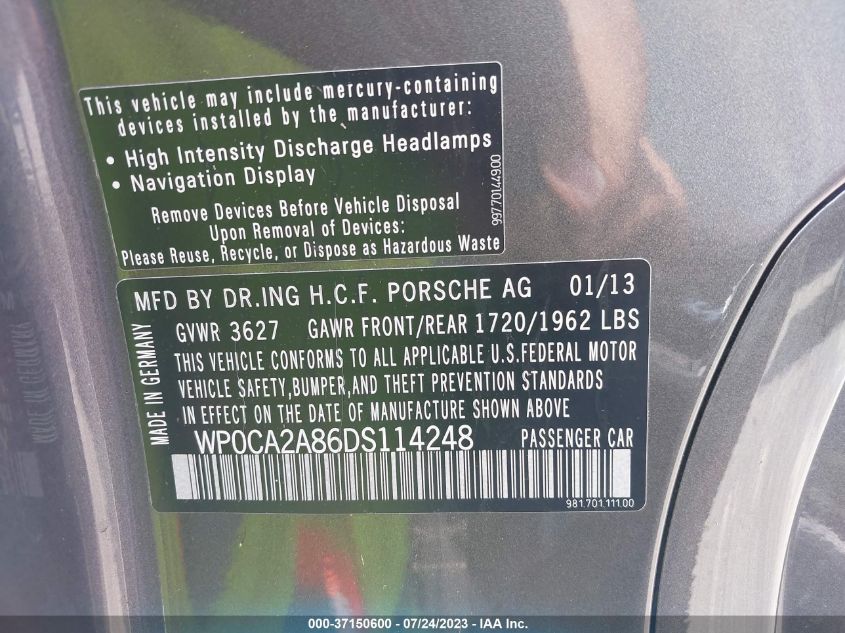 This vehicle may include mercury-containing
devices installed by the manufacturer:
• High Intensity Discharge Headlamps
• Navigation Display
Remove Devices Before Vehicle Disposal
Upon Removal of Devices:
Please Reuse, Recycle, or Dispose as Hazardous Waste
MFD BY DR.ING H.C.F. PORSCHE AG 01/13
GVWR 3627 GAWR FRONT/REAR 1720/1962 LBS
THIS VEHICLE CONFORMS TO ALL APPLICABLE U.S.FEDERAL MOTOR
VEHICLE SAFETY,BUMPER,AND THEFT PREVENTION STANDARDS
IN EFFECT ON THE DATE OF MANUFACTURE SHOWN ABOVE
WP0CA2A86DS114248 PASSENGER CAR
981.701.111.00
MADE IN GERMANY
000-37150600 - 07/24/2023 - IAA Inc.